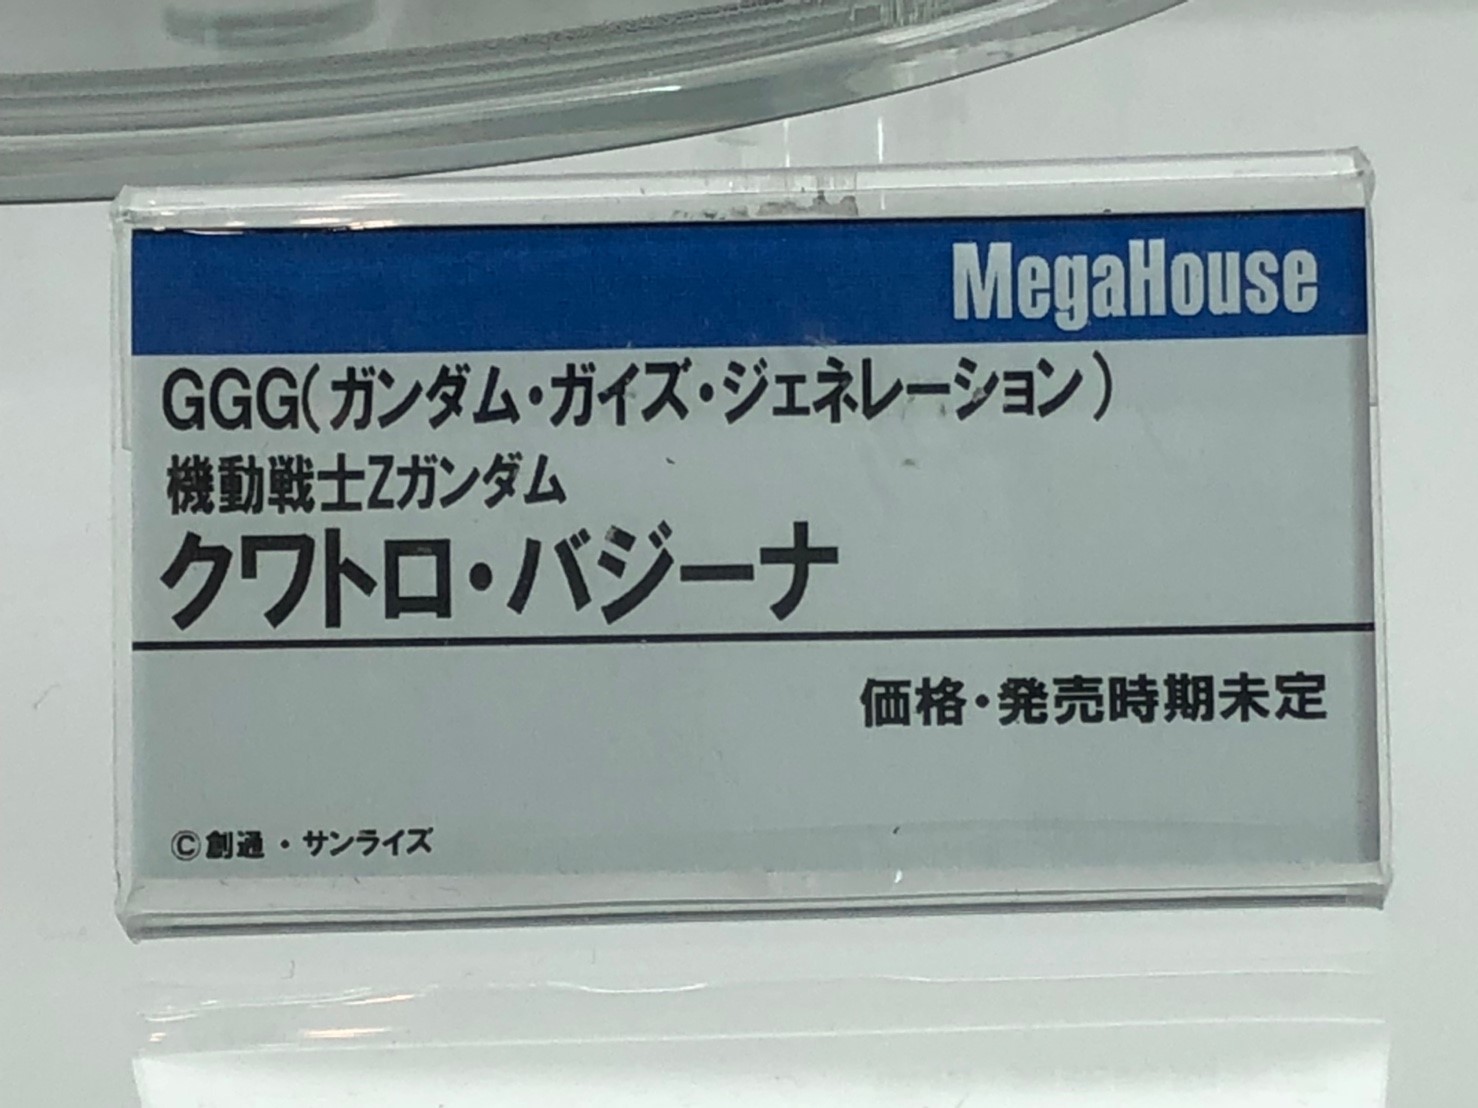 MegaHouse
GGG(ガンダム・ガイズ・ジェネレーション)
機動戦士Zガンダム
クワトロ・バジーナ
価格・発売時期未定
©創通・サンライズ